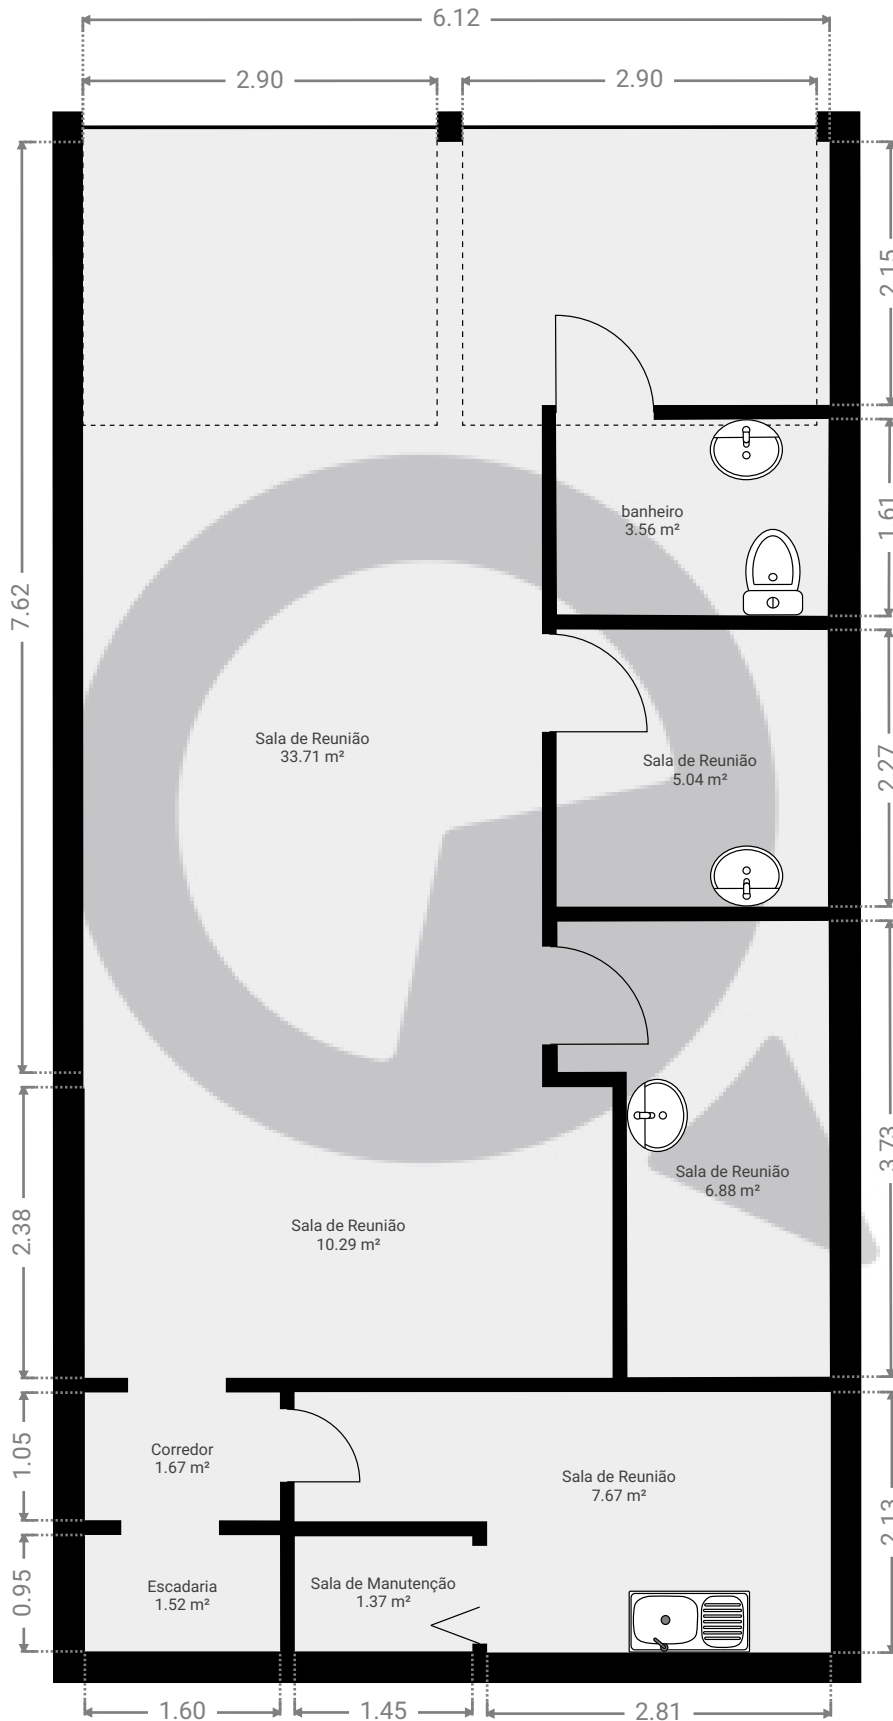 6.12
2.90
2.90
2.15
1.61
7.62
banheiro
3.56 m²
Sala de Reunião
33.71 m²
Sala de Reunião
5.04 m²
2.27
3.73
Sala de Reunião
6.88 m²
Sala de Reunião
10.29 m²
2.38
1.05
Corredor
1.67 m²
Sala de Reunião
7.67 m²
2.13
0.95
Escadaria
1.52 m²
Sala de Manutenção
1.37 m²
1.60
1.45
2.81